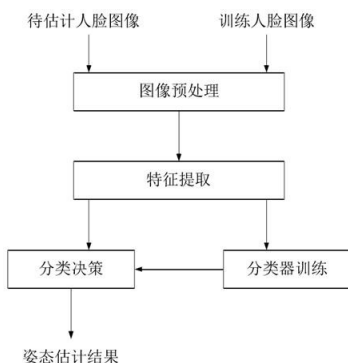 待估计人脸图像 训练人脸图像
图像预处理
特征提取
分类决策 分类器训练
姿态估计结果